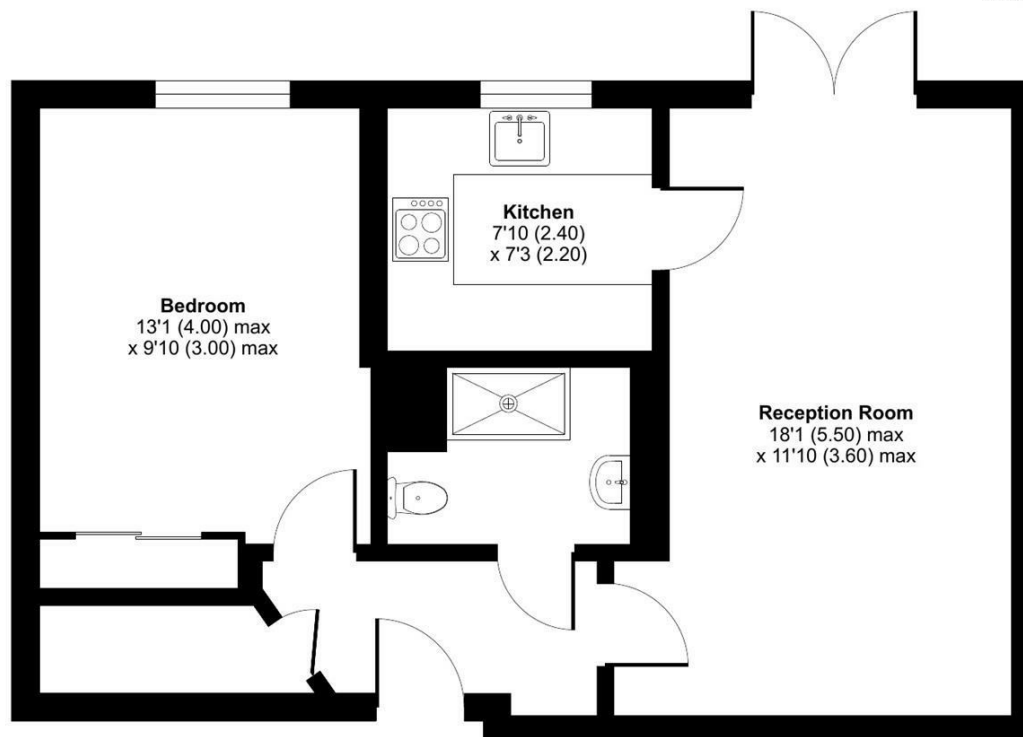 Kitchen
7'10 (2.40)
x 7'3 (2.20)
Bedroom
13'1 (4.00) max
x 9'10 (3.00) max
Reception Room
18'1 (5.50) max
x 11'10 (3.60) max